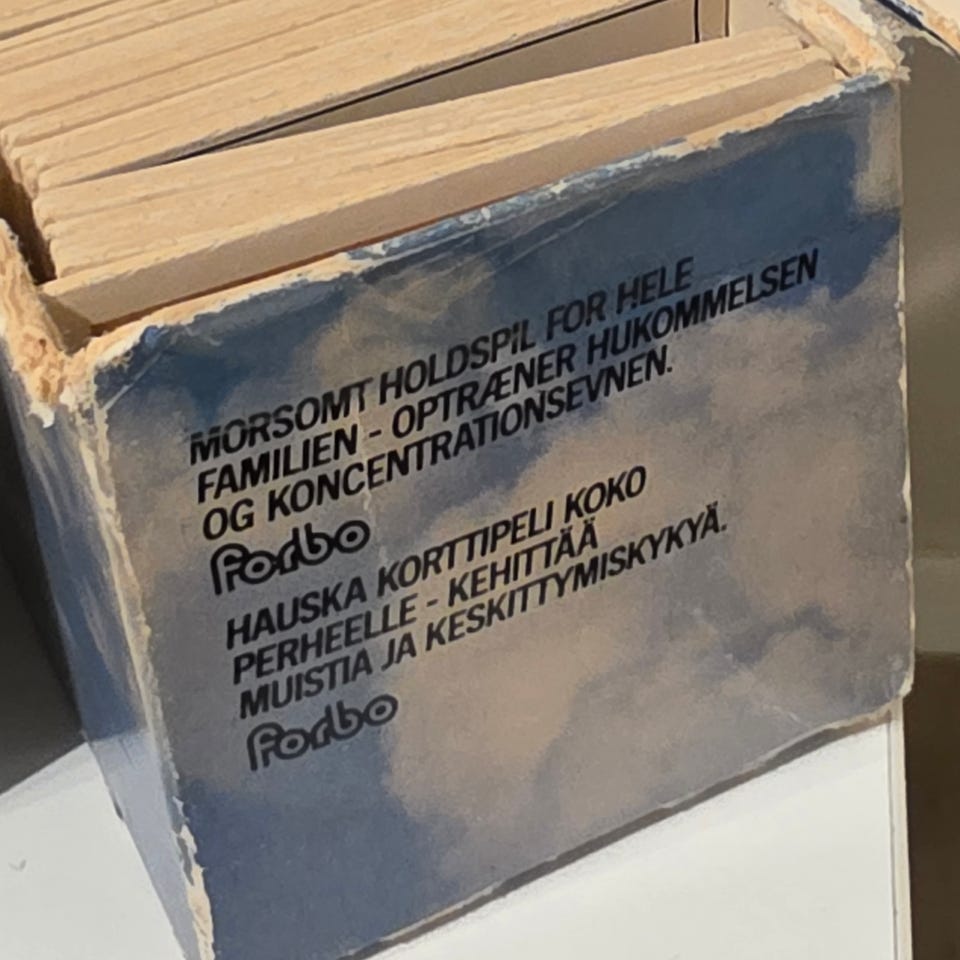 MORSOMT HOLDSPIL FOR HELE
FAMILIEN - OPTRÆNER HUKOMMELSEN
OG KONCENTRATIONSEVNEN.
forbo
HAUSKA KORTTIPELI KOKO
PERHEELLE - KEHITTÄÄ
MUISTIA JA KESKITTYMISKYKYÄ.
forbo